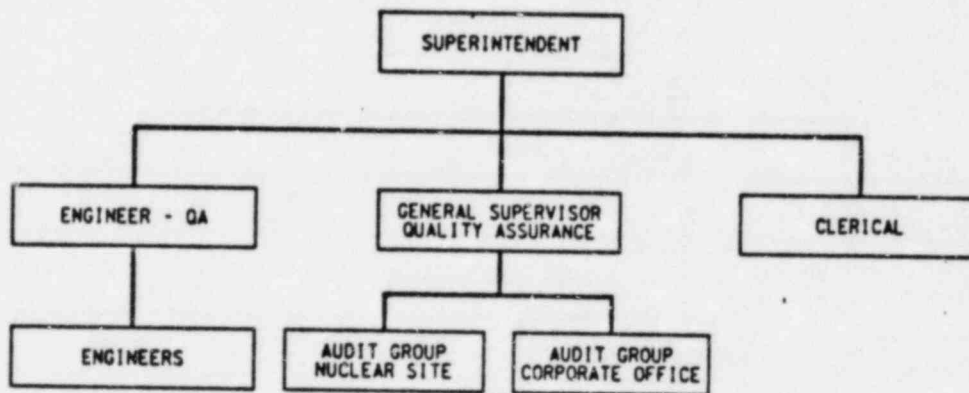 SUPERINTENDENT
ENGINEER - QA
GENERAL SUPERVISOR
QUALITY ASSURANCE
CLERICAL
ENGINEERS
AUDIT GROUP
NUCLEAR SITE
AUDIT GROUP
CORPORATE OFFICE